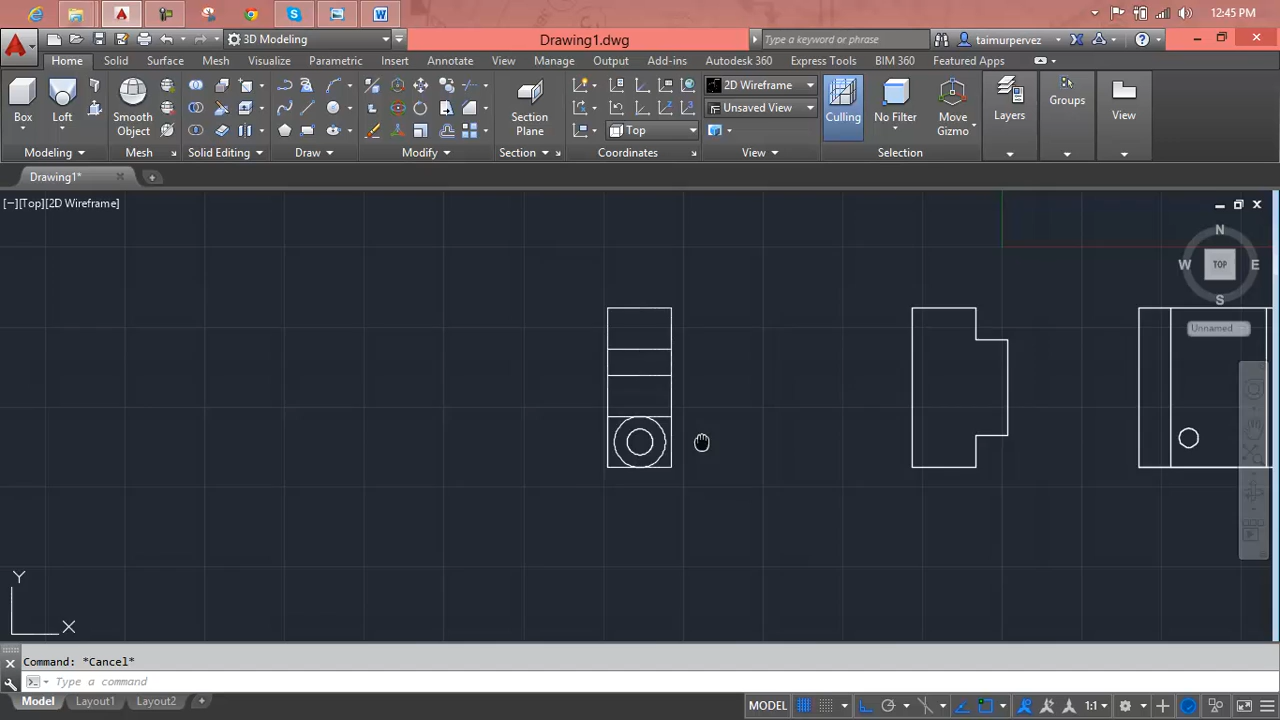 12:45 PM
3D Modeling
Drawing1.dwg
Type a keyword or phrase
taimurpervez
Home Solid Surface Mesh Visualize Parametric Insert Annotate View Manage Output Add-ins Autodesk 360 Express Tools BIM 360 Featured Apps
2D Wireframe
Unsaved View
Top
Box Loft Smooth Object Section Plane Culling No Filter Move Gizmo Layers Groups View
Modeling Mesh Solid Editing Draw Modify Section Coordinates View Selection
Drawing1*
[−][Top][2D Wireframe]
N
W TOP E
S
Unnamed
Y
X
Command: *Cancel*
Type a command
Model Layout1 Layout2 +
MODEL 1:1